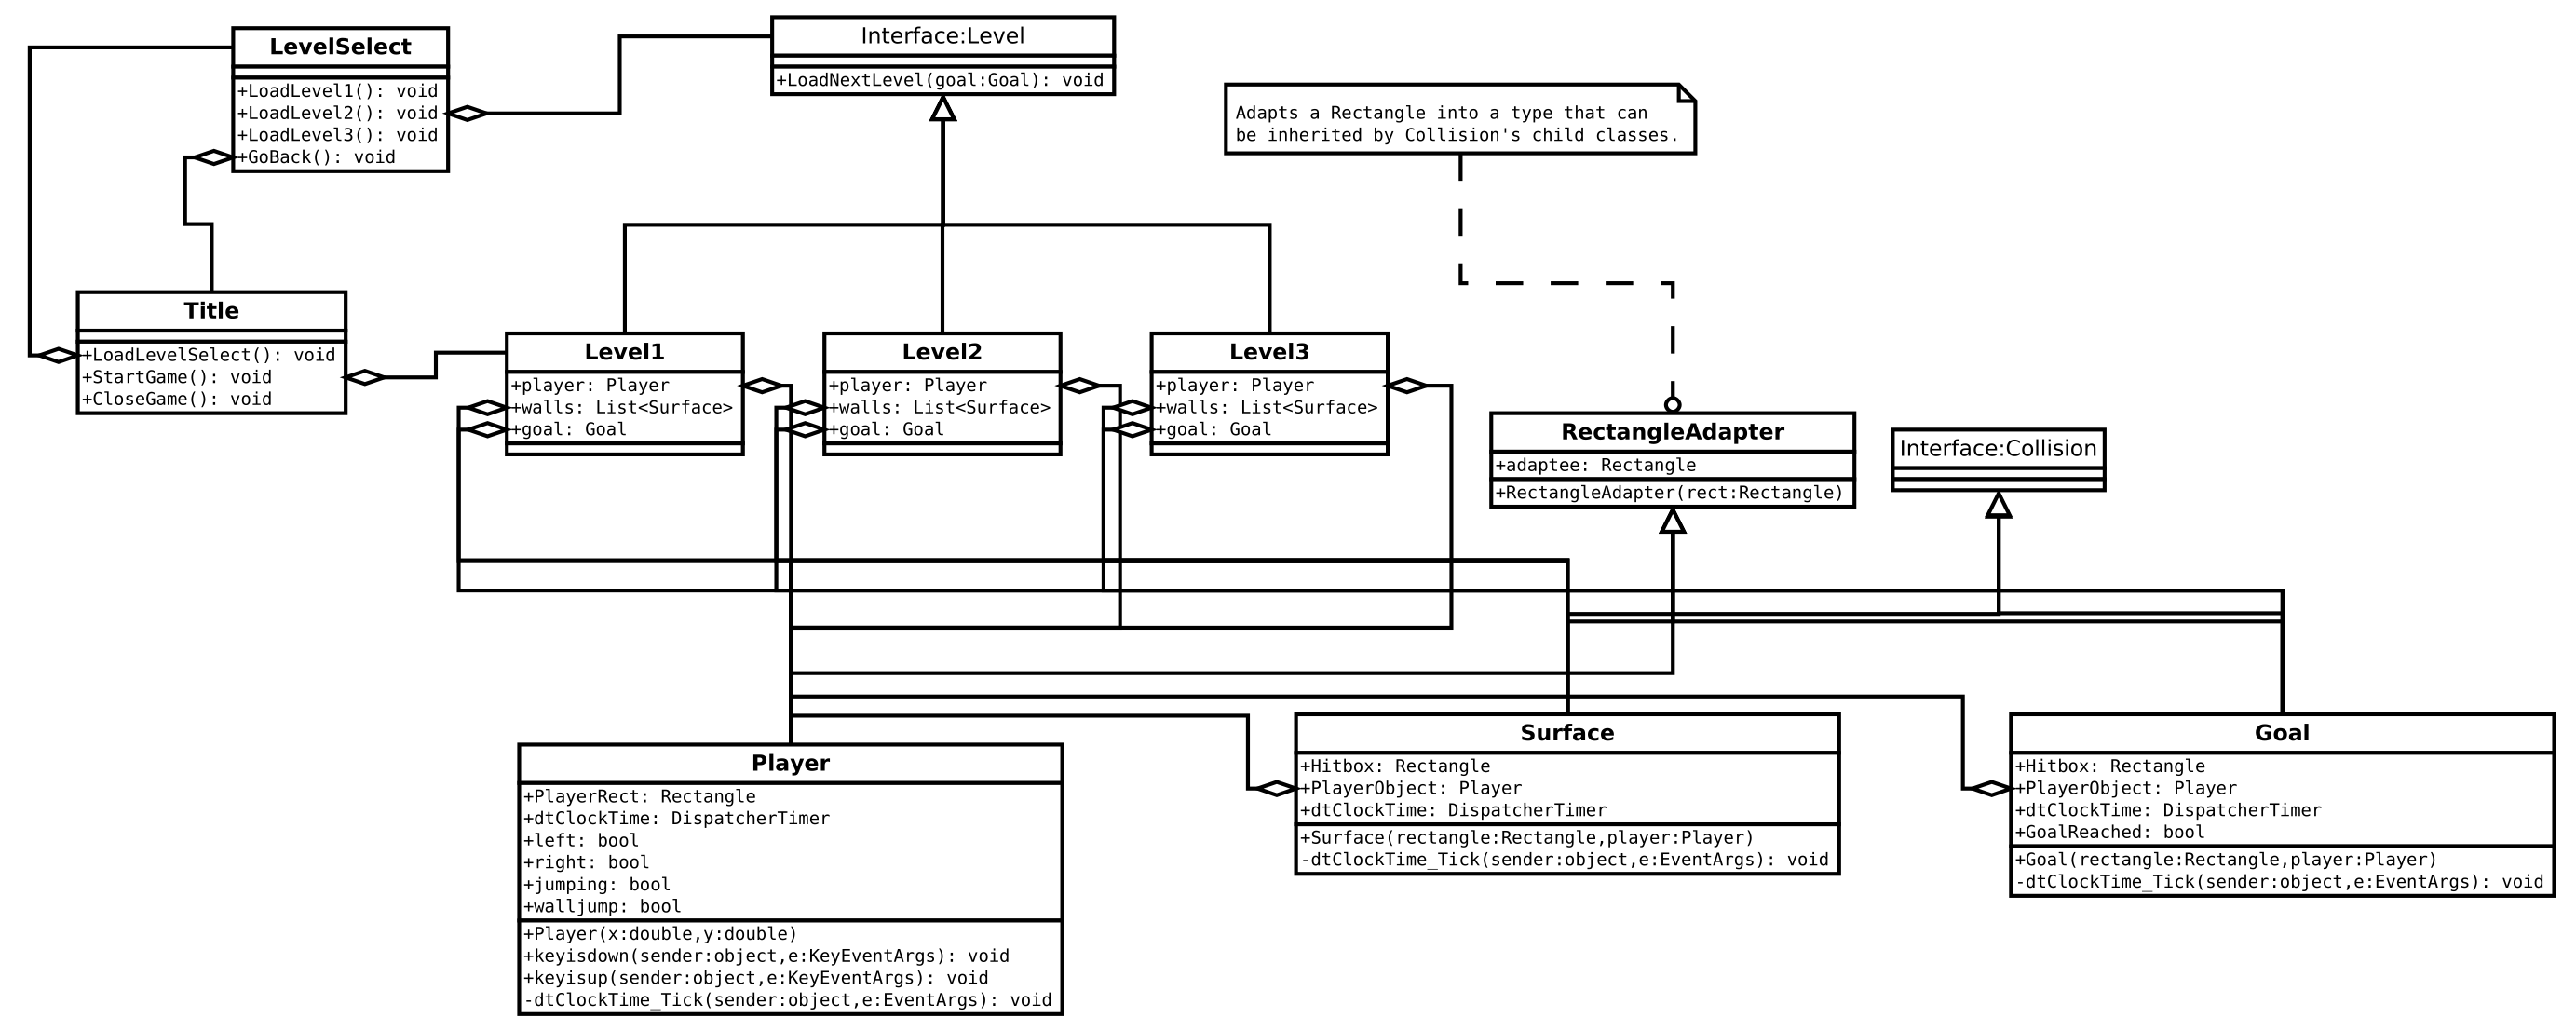 LevelSelect
+LoadLevel1(): void
+LoadLevel2(): void
+LoadLevel3(): void
+GoBack(): void
Interface:Level
+LoadNextLevel(goal:Goal): void
Adapts a Rectangle into a type that can
be inherited by Collision's child classes.
Title
+LoadLevelSelect(): void
+StartGame(): void
+CloseGame(): void
Level1
+player: Player
+walls: List<Surface>
+goal: Goal
Level2
+player: Player
+walls: List<Surface>
+goal: Goal
Level3
+player: Player
+walls: List<Surface>
+goal: Goal
RectangleAdapter
+adaptee: Rectangle
+RectangleAdapter(rect:Rectangle)
Interface:Collision
Player
+PlayerRect: Rectangle
+dtClockTime: DispatcherTimer
+left: bool
+right: bool
+jumping: bool
+walljump: bool
+Player(x:double,y:double)
+keyisdown(sender:object,e:KeyEventArgs): void
+keyisup(sender:object,e:KeyEventArgs): void
-dtClockTime_Tick(sender:object,e:EventArgs): void
Surface
+Hitbox: Rectangle
+PlayerObject: Player
+dtClockTime: DispatcherTimer
+Surface(rectangle:Rectangle,player:Player)
-dtClockTime_Tick(sender:object,e:EventArgs): void
Goal
+Hitbox: Rectangle
+PlayerObject: Player
+dtClockTime: DispatcherTimer
+GoalReached: bool
+Goal(rectangle:Rectangle,player:Player)
-dtClockTime_Tick(sender:object,e:EventArgs): void